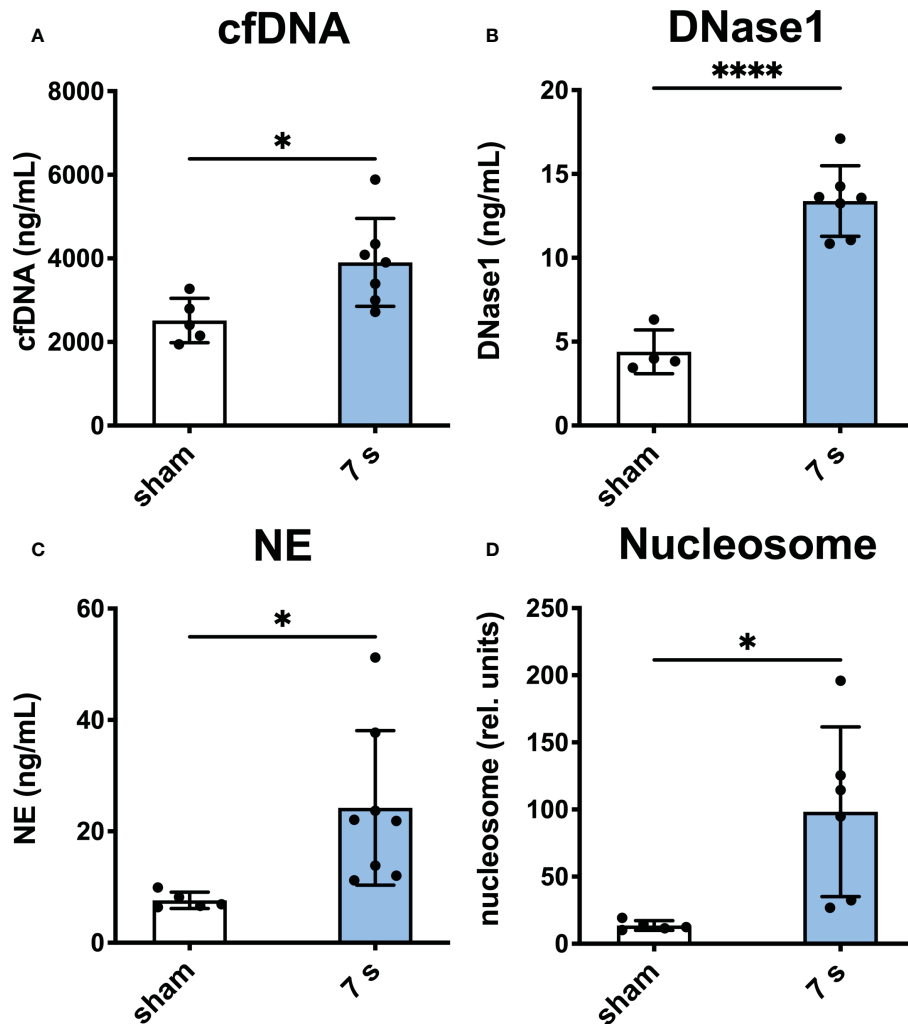 A cfDNA
8000
6000
4000
2000
0
cfDNA (ng/mL)
*
sham
7 s
B DNase1
20
15
10
5
0
DNase1 (ng/mL)
****
sham
7 s
C NE
60
40
20
0
NE (ng/mL)
*
sham
7 s
D Nucleosome
250
200
150
100
50
0
nucleosome (rel. units)
*
sham
7 s